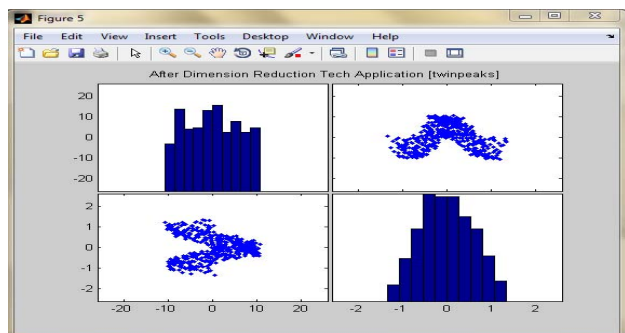 Figure 5
File Edit View Insert Tools Desktop Window Help
After Dimension Reduction Tech Application [twinpeaks]
20
10
0
-10
-20
2
1
0
-1
-2
-20 -10 0 10 20 -2 -1 0 1 2